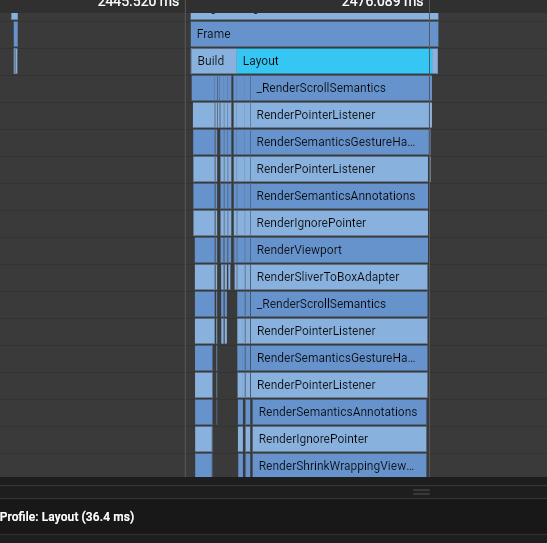 2445.520 ms 2476.089 ms
Frame
Build Layout
_RenderScrollSemantics
RenderPointerListener
RenderSemanticsGestureHa...
RenderPointerListener
RenderSemanticsAnnotations
RenderIgnorePointer
RenderViewport
RenderSliverToBoxAdapter
_RenderScrollSemantics
RenderPointerListener
RenderSemanticsGestureHa...
RenderPointerListener
RenderSemanticsAnnotations
RenderIgnorePointer
RenderShrinkWrappingView...
Profile: Layout (36.4 ms)